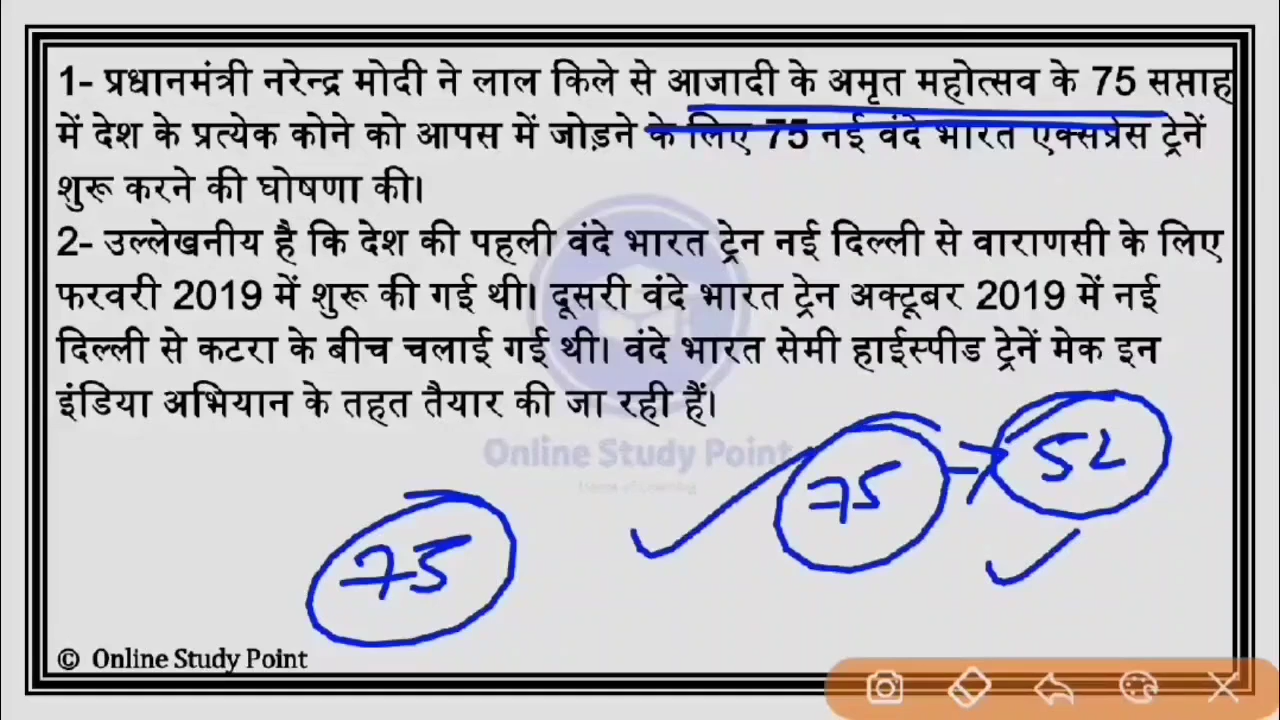 1- प्रधानमंत्री नरेन्द्र मोदी ने लाल किले से आजादी के अमृत महोत्सव के 75 सप्ताह
में देश के प्रत्येक कोने को आपस में जोड़ने के लिए 75 नई वंदे भारत एक्सप्रेस ट्रेनें
शुरू करने की घोषणा की।
2- उल्लेखनीय है कि देश की पहली वंदे भारत ट्रेन नई दिल्ली से वाराणसी के लिए
फरवरी 2019 में शुरू की गई थी। दूसरी वंदे भारत ट्रेन अक्टूबर 2019 में नई
दिल्ली से कटरा के बीच चलाई गई थी। वंदे भारत सेमी हाईस्पीड ट्रेनें मेक इन
इंडिया अभियान के तहत तैयार की जा रही हैं।
Online Study Point
75 52
75
© Online Study Point